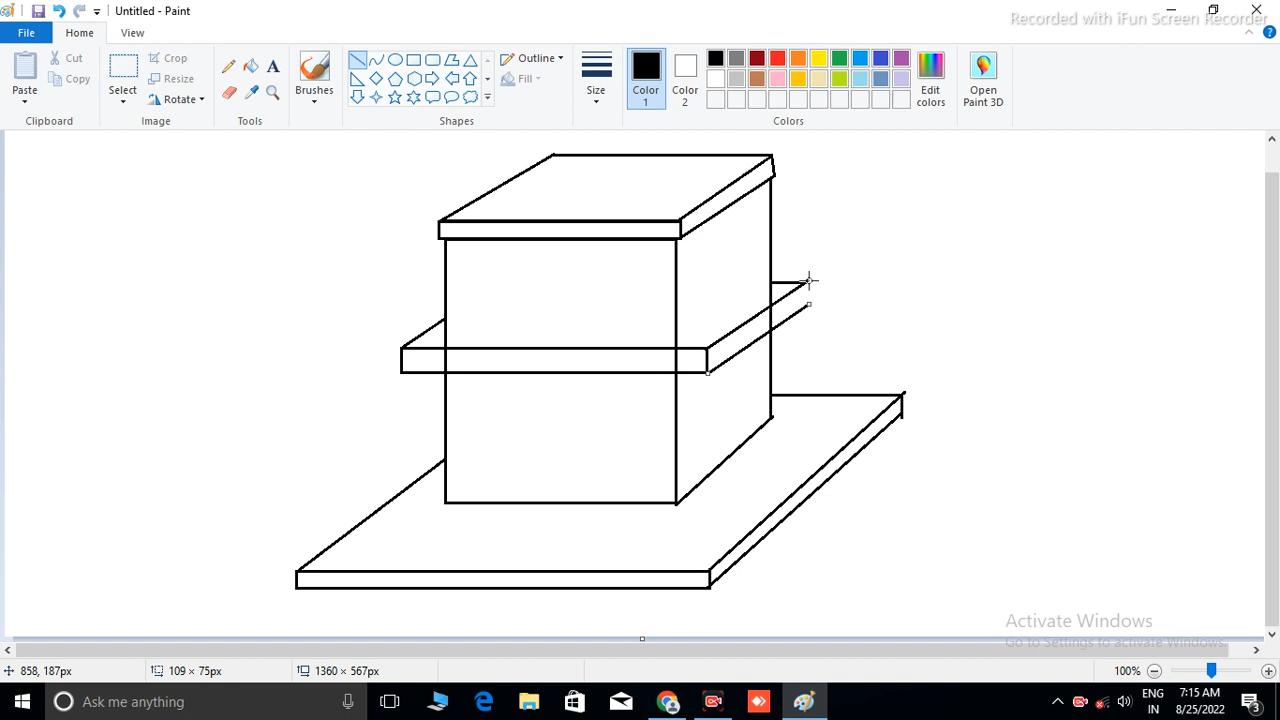 Untitled - Paint
Recorded with iFun Screen Recorder
File
Home
View
Paste
Cut
Copy
Clipboard
Select
Crop
Resize
Rotate
Image
Tools
Brushes
Outline
Fill
Shapes
Size
Color
1
Color
2
Edit
colors
Colors
Open
Paint 3D
Activate Windows
Go to Settings to activate Windows.
858, 187px
109 × 75px
1360 × 567px
100%
Ask me anything
ENG
IN
7:15 AM
8/25/2022
3